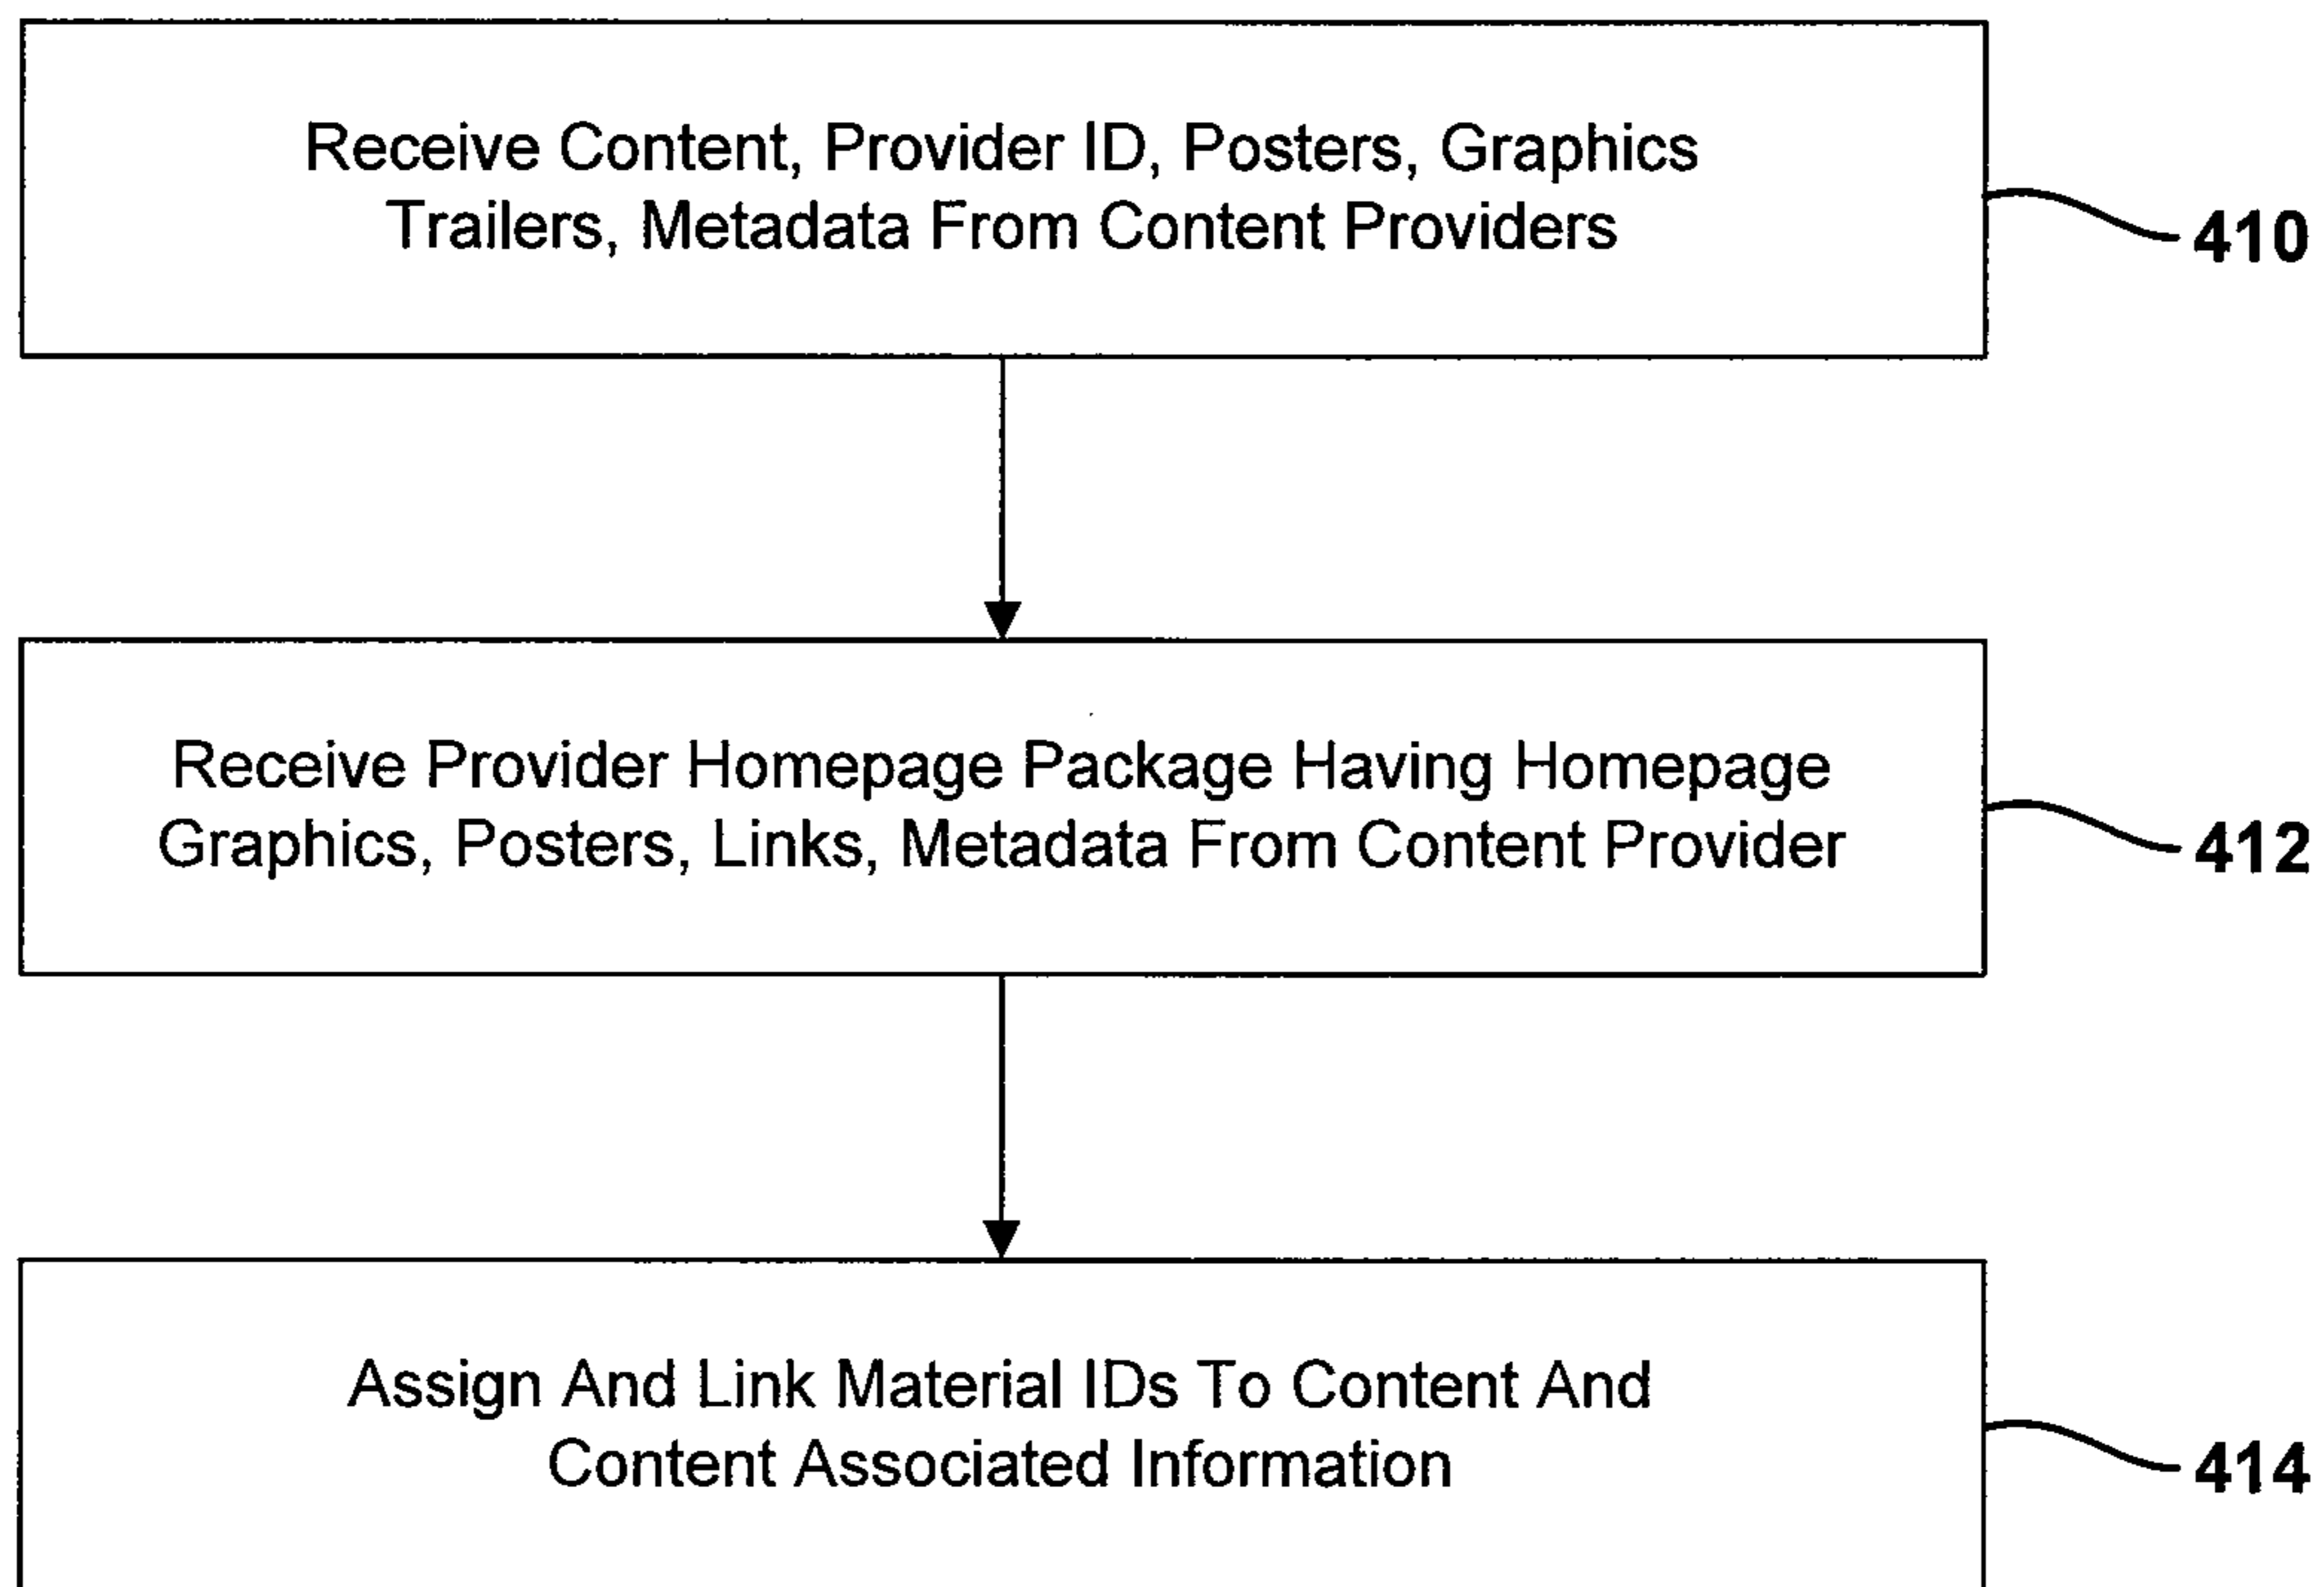 Receive Content, Provider ID, Posters, Graphics
Trailers, Metadata From Content Providers
410
Receive Provider Homepage Package Having Homepage
Graphics, Posters, Links, Metadata From Content Provider
412
Assign And Link Material IDs To Content And
Content Associated Information
414